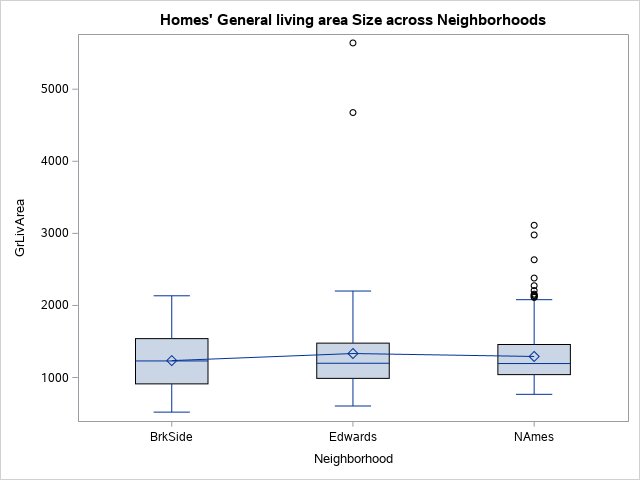 Homes' General living area Size across Neighborhoods
5000
4000
3000
2000
1000
GrLivArea
BrkSide
Edwards
NAmes
Neighborhood